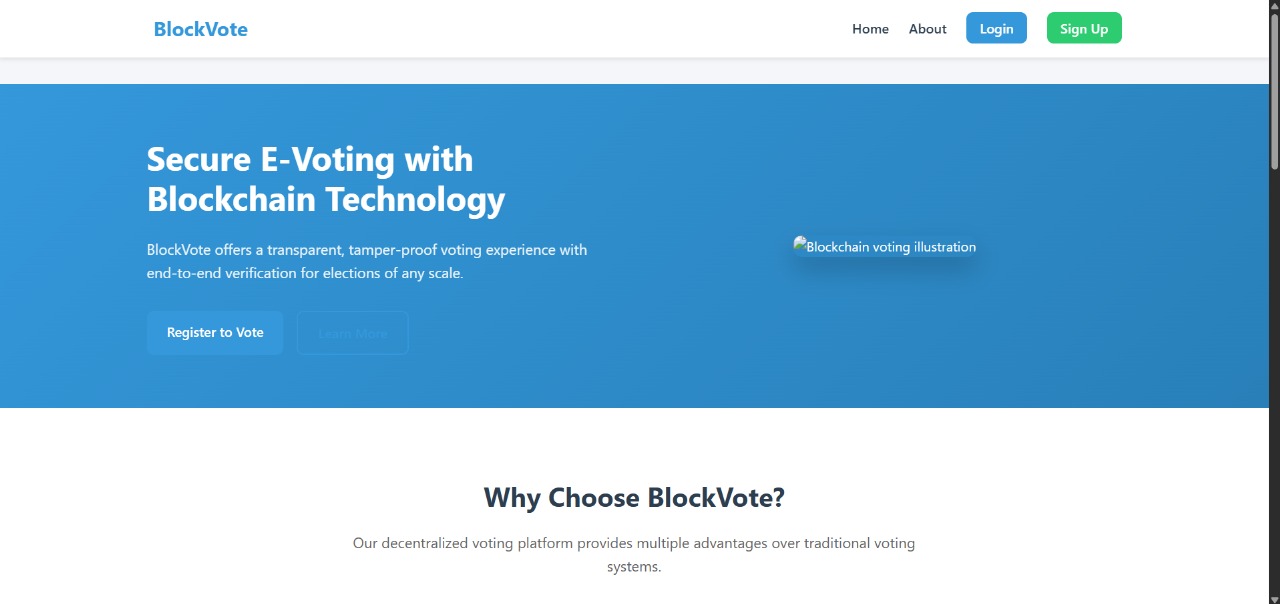 BlockVote
Home About Login Sign Up
Secure E-Voting with
Blockchain Technology
BlockVote offers a transparent, tamper-proof voting experience with
end-to-end verification for elections of any scale.
Blockchain voting illustration
Register to Vote Learn More
Why Choose BlockVote?
Our decentralized voting platform provides multiple advantages over traditional voting
systems.